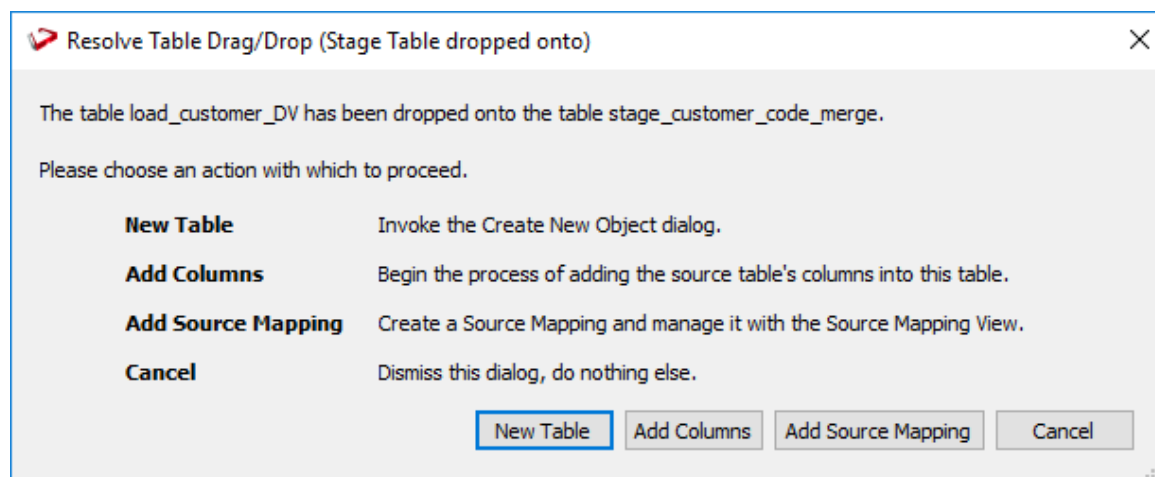 Resolve Table Drag/Drop (Stage Table dropped onto)
The table load_customer_DV has been dropped onto the table stage_customer_code_merge.
Please choose an action with which to proceed.
New Table Invoke the Create New Object dialog.
Add Columns Begin the process of adding the source table's columns into this table.
Add Source Mapping Create a Source Mapping and manage it with the Source Mapping View.
Cancel Dismiss this dialog, do nothing else.
New Table Add Columns Add Source Mapping Cancel